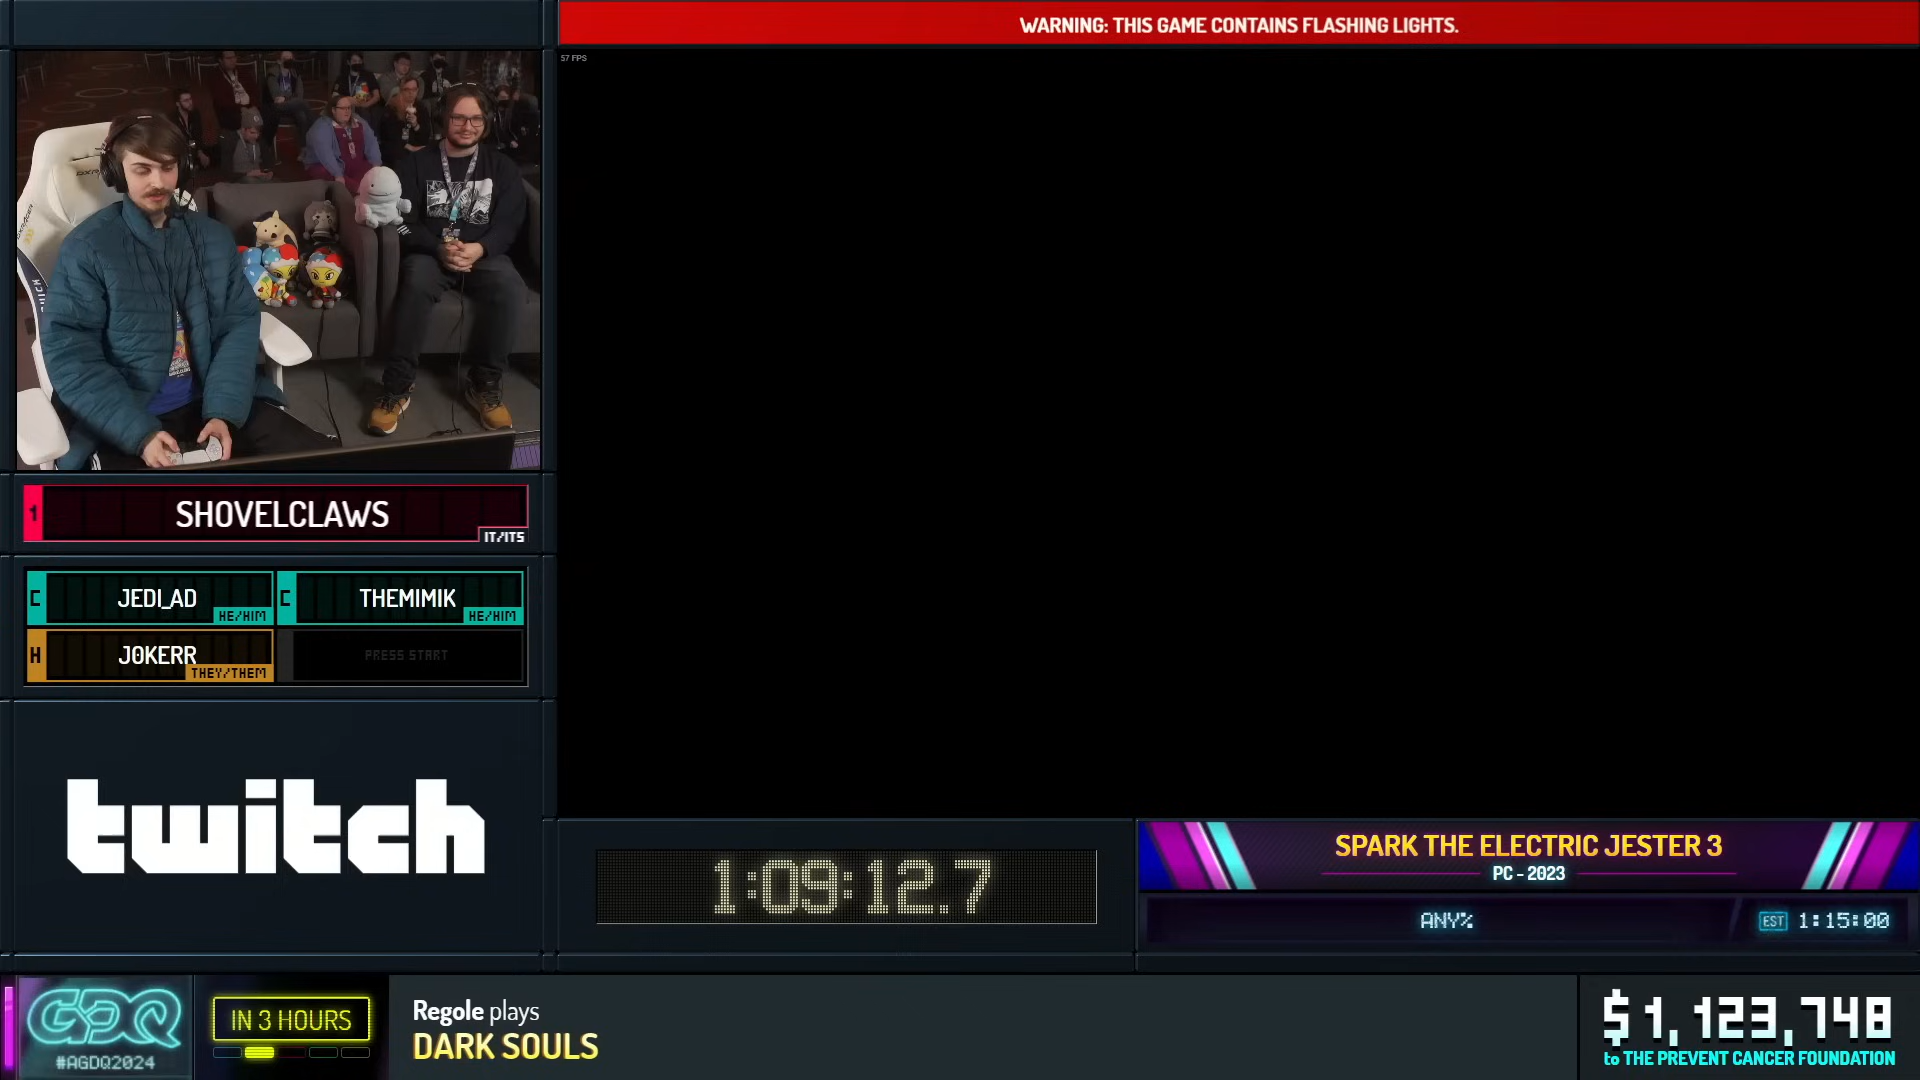 WARNING: THIS GAME CONTAINS FLASHING LIGHTS.
57 FPS
1
SHOVELCLAWS
IT/ITS
C
JEDI_AD
HE/HIM
C
THEMIMIK
HE/HIM
H
J0KERR
THEY/THEM
PRESS START
twitch
1:09:12.7
SPARK THE ELECTRIC JESTER 3
PC - 2023
ANY%
EST 1:15:00
GDQ
#AGDQ2024
IN 3 HOURS
Regole plays
DARK SOULS
$1,123,748
to THE PREVENT CANCER FOUNDATION